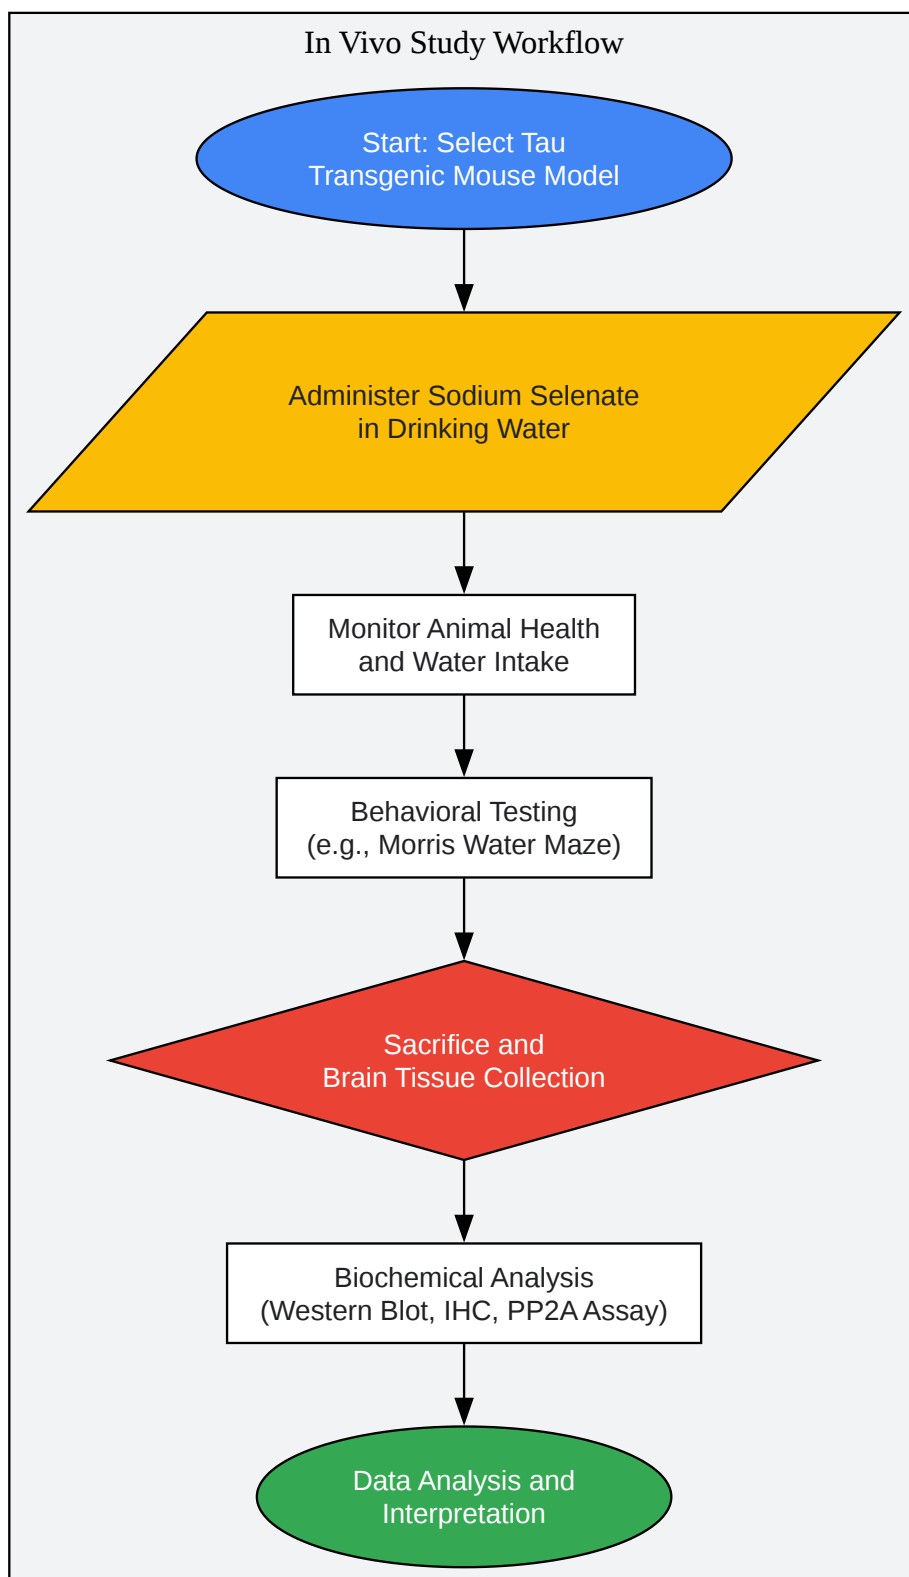 In Vivo Study Workflow
Start: Select Tau
Transgenic Mouse Model
Administer Sodium Selenate
in Drinking Water
Monitor Animal Health
and Water Intake
Behavioral Testing
(e.g., Morris Water Maze)
Sacrifice and
Brain Tissue Collection
Biochemical Analysis
(Western Blot, IHC, PP2A Assay)
Data Analysis and
Interpretation